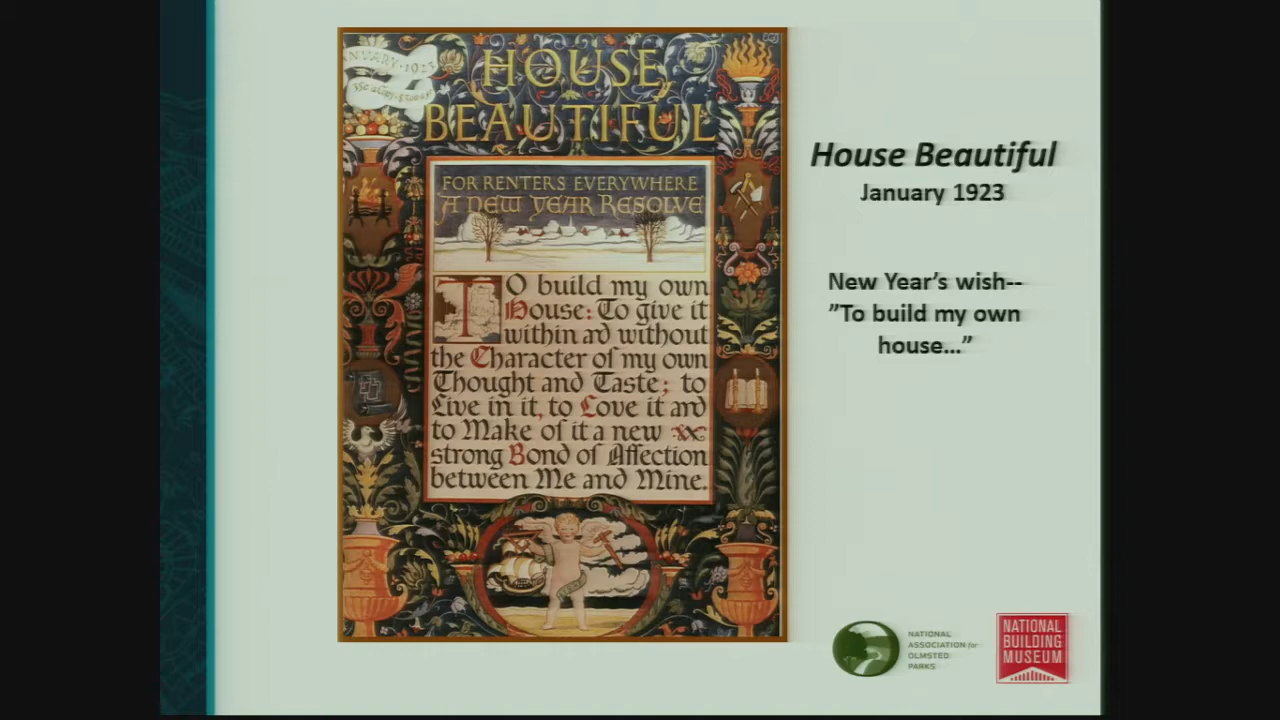 HOUSE
BEAUTIFUL
FOR RENTERS EVERYWHERE
A NEW YEAR RESOLVE
TO build my own
House: To give it
within and without
the Character of my own
Thought and Taste; to
Live in it, to Love it and
to Make of it a new
strong Bond of Affection
between Me and Mine.
House Beautiful
January 1923
New Year’s wish--
”To build my own
house…”
NATIONAL
ASSOCIATION for
OLMSTED
PARKS
NATIONAL
BUILDING
MUSEUM